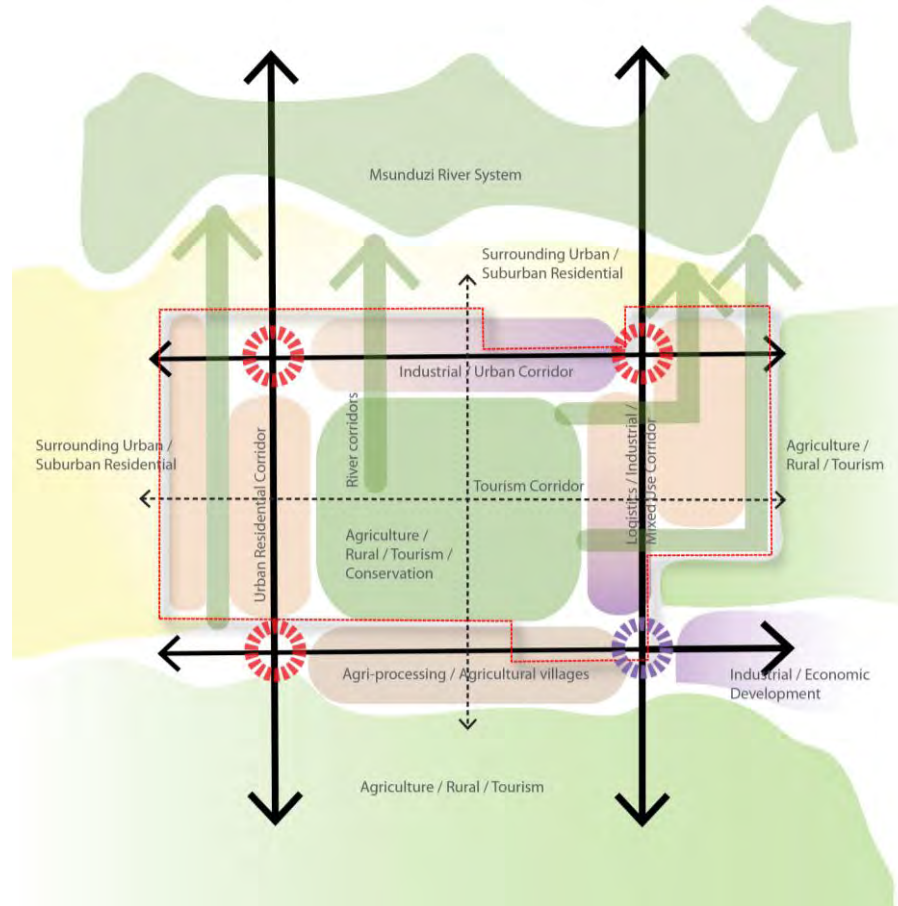 Msunduzi River System
Surrounding Urban /
Suburban Residential
Industrial / Urban Corridor
Surrounding Urban /
Suburban Residential
Urban Residential Corridor
River corridors
Tourism Corridor
Logistics / Industrial /
Mixed Use Corridor
Agriculture /
Rural / Tourism
Agriculture /
Rural / Tourism /
Conservation
Agri-processing / Agricultural villages
Industrial / Economic
Development
Agriculture / Rural / Tourism